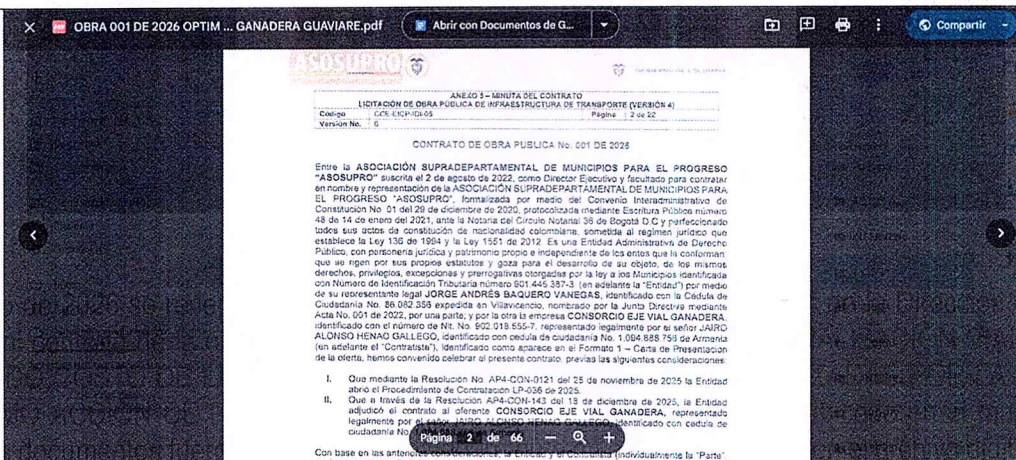 OBRA 001 DE 2026 OPTIM ... GANADERA GUAVIARE.pdf
Abrir con Documentos de G...
Compartir
ASOSUPRO
ANEXO 5 – MINUTA DEL CONTRATO
LICITACIÓN DE OBRA PÚBLICA DE INFRAESTRUCTURA DE TRANSPORTE (VERSIÓN 4)
Código CCE-EICP-IDI-05 Página 2 de 22
Versión No. 6
CONTRATO DE OBRA PUBLICA No. 001 DE 2026
Entre la ASOCIACIÓN SUPRADEPARTAMENTAL DE MUNICIPIOS PARA EL PROGRESO
"ASOSUPRO" suscrita el 2 de agosto de 2022, como Director Ejecutivo y facultado para contratar
en nombre y representación de la ASOCIACIÓN SUPRADEPARTAMENTAL DE MUNICIPIOS PARA
EL PROGRESO "ASOSUPRO", formalizada por medio del Convenio Interadministrativo de
Constitución No. 01 del 29 de diciembre de 2020, protocolizada mediante Escritura Pública número
48 de 14 de enero del 2021, ante la Notaria del Círculo Notarial 36 de Bogotá D.C y perfeccionado
todos sus actos de constitución de nacionalidad colombiana, sometida al régimen jurídico que
establece la Ley 136 de 1994 y la Ley 1551 de 2012. Es una Entidad Administrativa de Derecho
Público, con personería jurídica y patrimonio propio e independiente de los entes que la conforman,
que se rigen por sus propios estatutos y goza para el desarrollo de su objeto, de los mismos
derechos, privilegios, excepciones y prerrogativas otorgadas por la ley a los Municipios identificada
con Número de Identificación Tributaria número 901.445.387-3 (en adelante la "Entidad") por medio
de su representante legal JORGE ANDRÉS BAQUERO VANEGAS, identificado con la Cédula de
Ciudadanía No. 86.082.356 expedida en Villavicencio, nombrado por la Junta Directiva mediante
Acta No. 001 de 2022, por una parte; y por la otra la empresa CONSORCIO EJE VIAL GANADERA,
identificado con el número de Nit. No. 902.018.555-7, representado legalmente por el señor JAIRO
ALONSO HENAO GALLEGO, identificado con cedula de ciudadanía No. 1.094.888.756 de Armenia
(en adelante el "Contratista"), identificado como aparece en el Formato 1 – Carta de Presentación
de la oferta, hemos convenido celebrar el presente contrato, previas las siguientes consideraciones:
I. Que mediante la Resolución No. AP4-CON-0121 del 25 de noviembre de 2025 la Entidad
abrió el Procedimiento de Contratación LP-036 de 2025.
II. Que a través de la Resolución AP4-CON-143 del 18 de diciembre de 2025, la Entidad
adjudicó el contrato al oferente CONSORCIO EJE VIAL GANADERA, representado
legalmente por el señor JAIRO ALONSO HENAO GALLEGO, identificado con cedula de
ciudadanía No.
Página 2 de 66
Con base en las anteriores consideraciones, la Entidad y el Contratista (individualmente la "Parte"